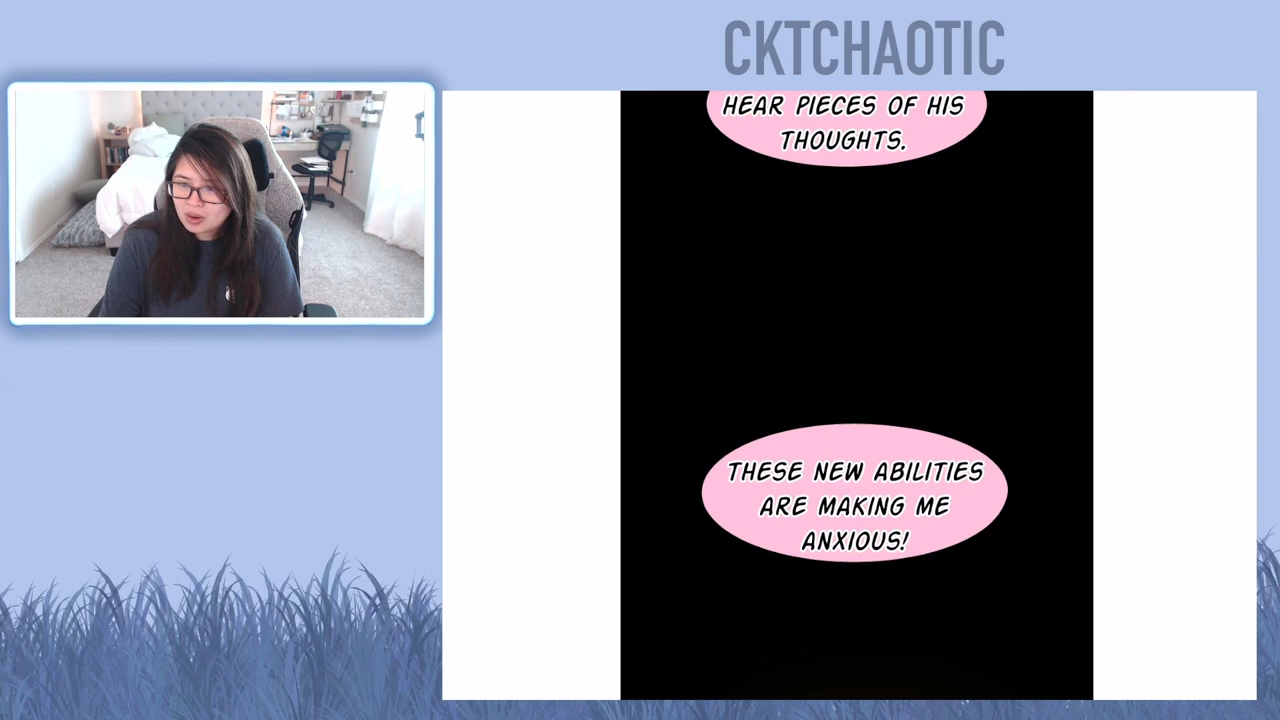 CKTCHAOTIC
HEAR PIECES OF HIS
THOUGHTS.
THESE NEW ABILITIES
ARE MAKING ME
ANXIOUS!